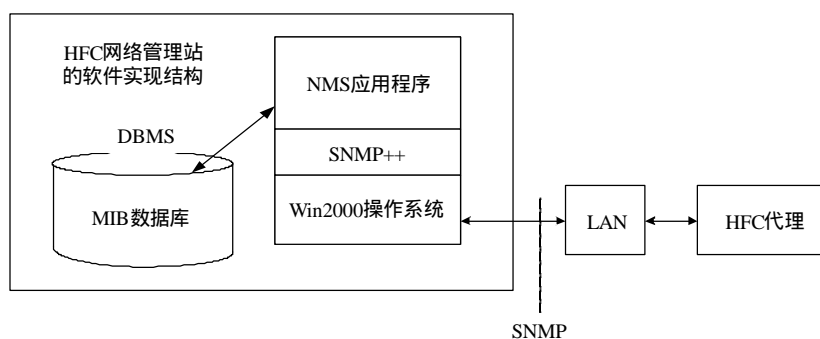 HFC网络管理站
的软件实现结构
NMS应用程序
DBMS
SNMP++
MIB数据库
Win2000操作系统
LAN
HFC代理
SNMP